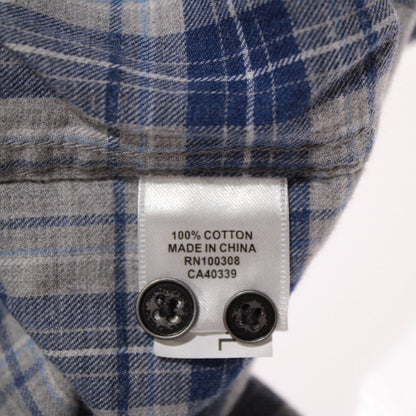 100% COTTON
MADE IN CHINA
RN100308
CA40339